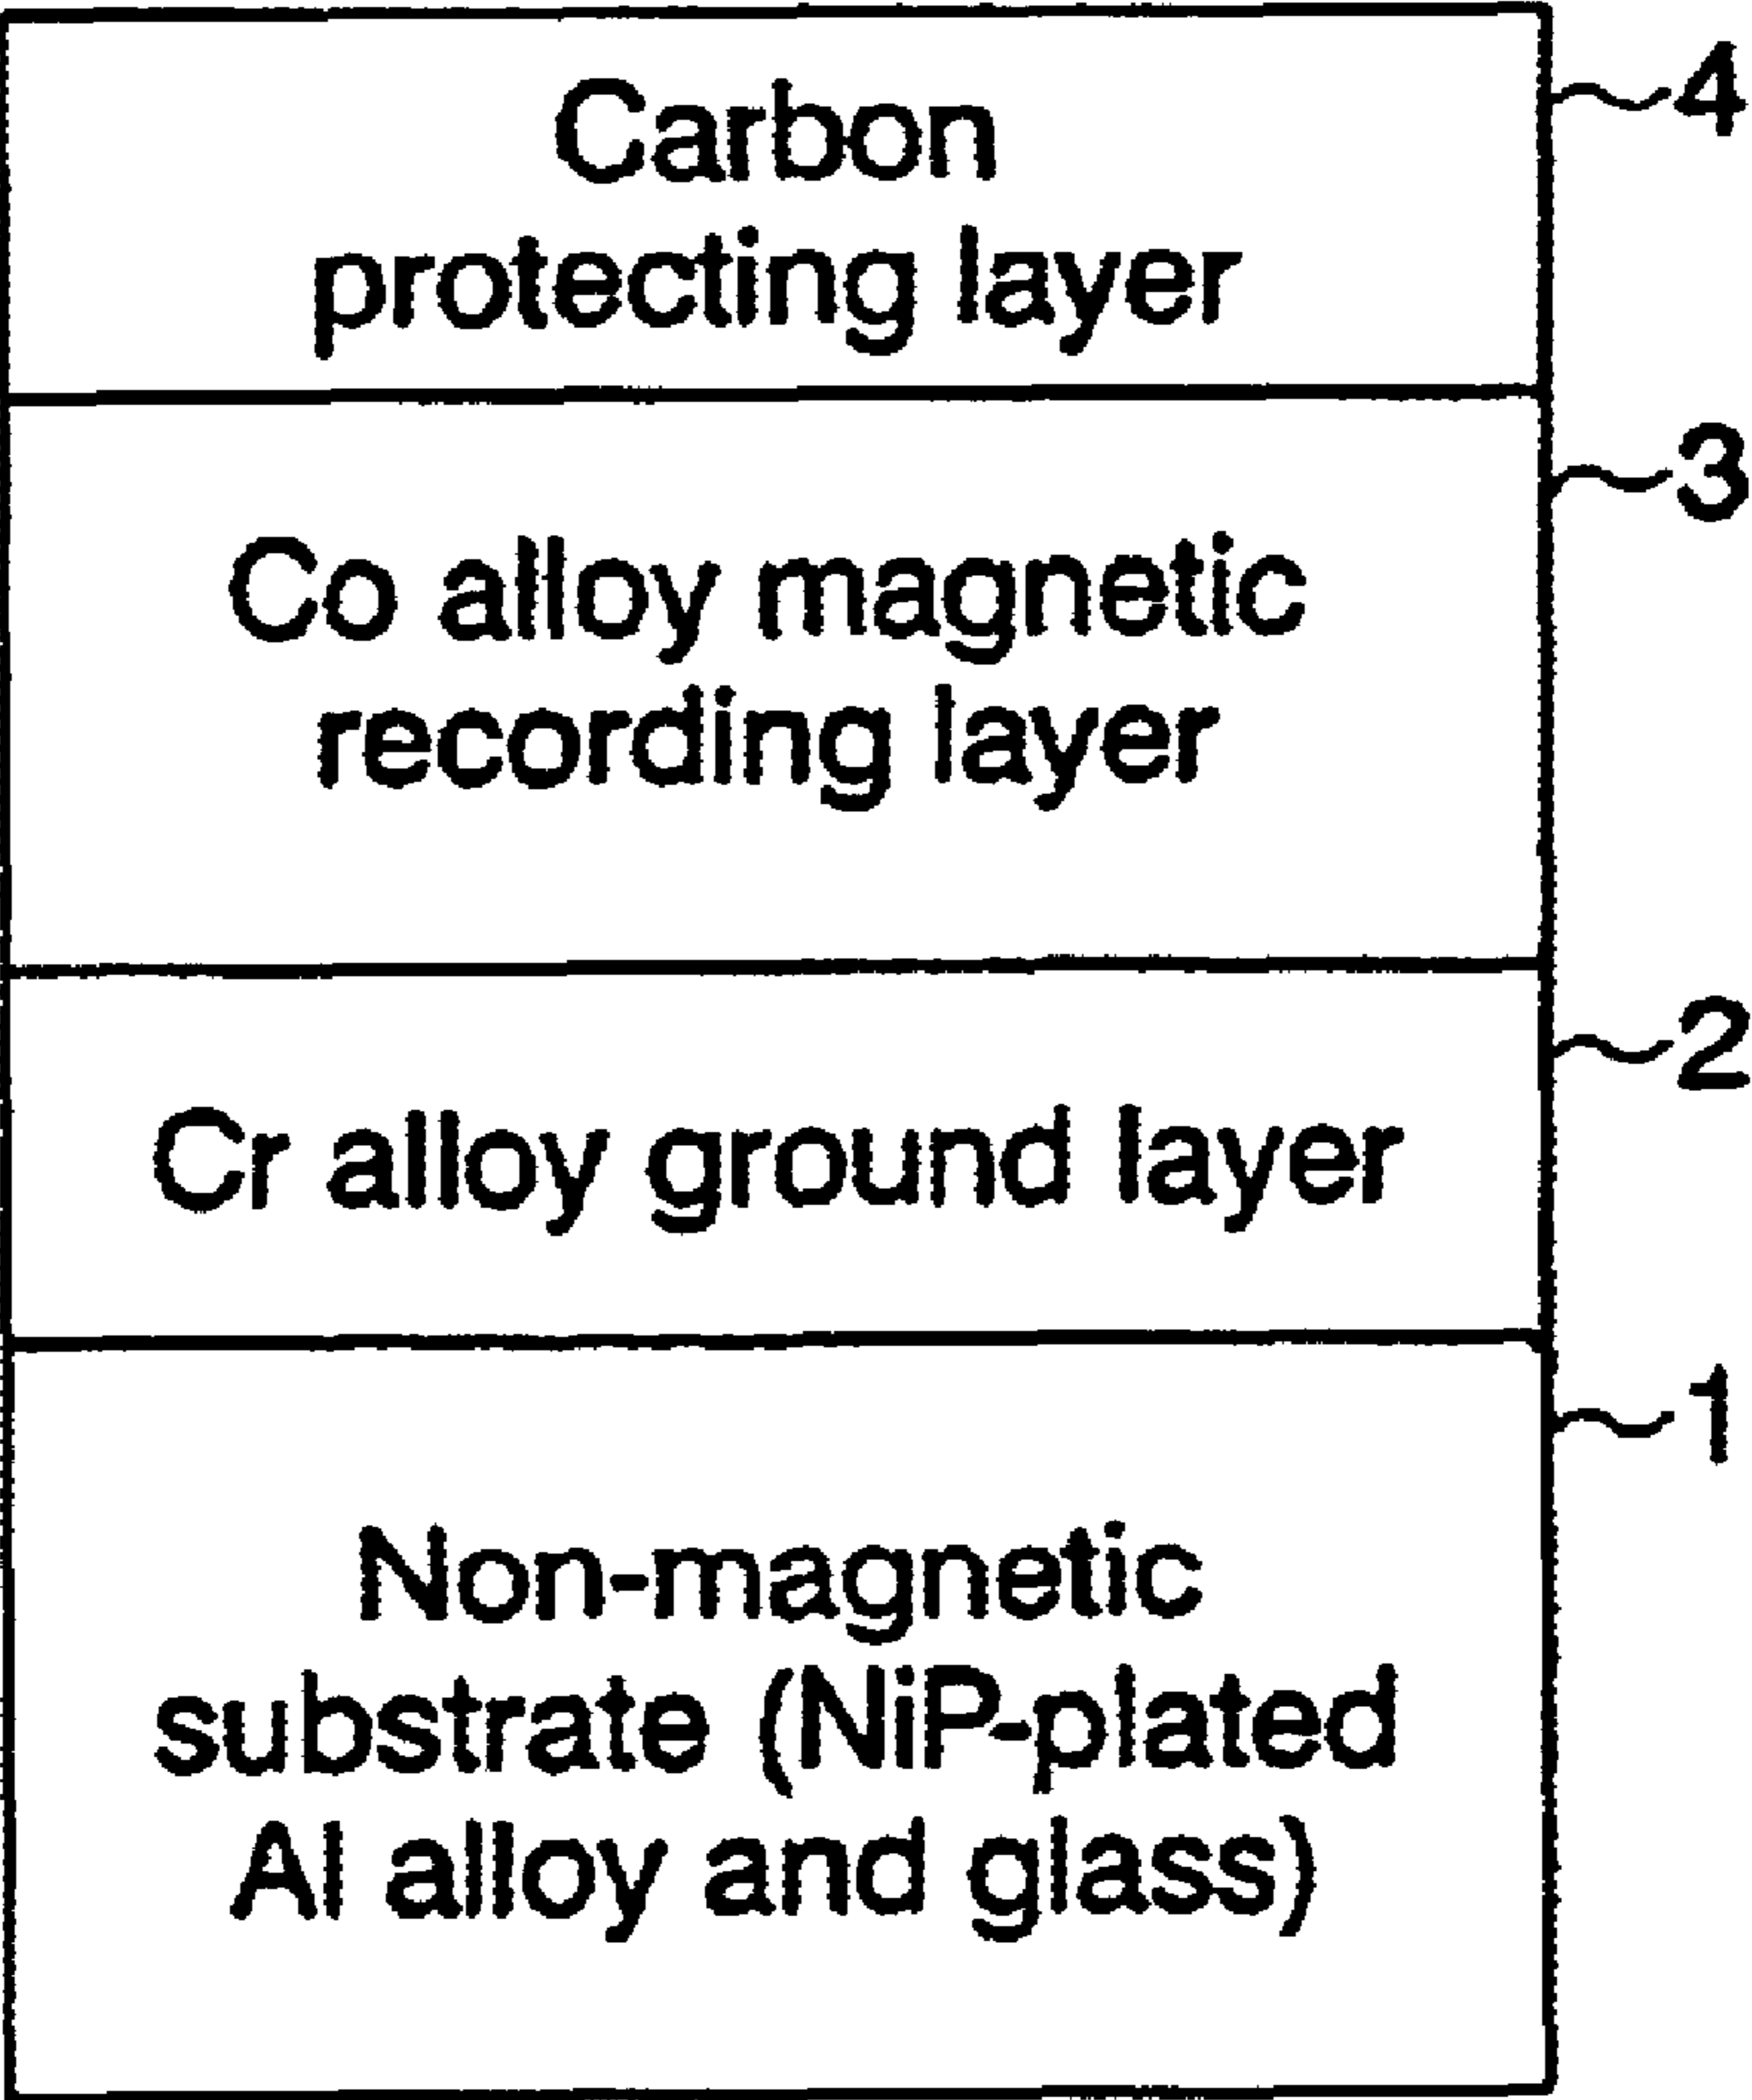 Carbon
protecting layer
4
Co alloy magnetic
recording layer
3
Cr alloy ground layer
2
Non-magnetic
substrate (NiP-plated
Al alloy and glass)
1